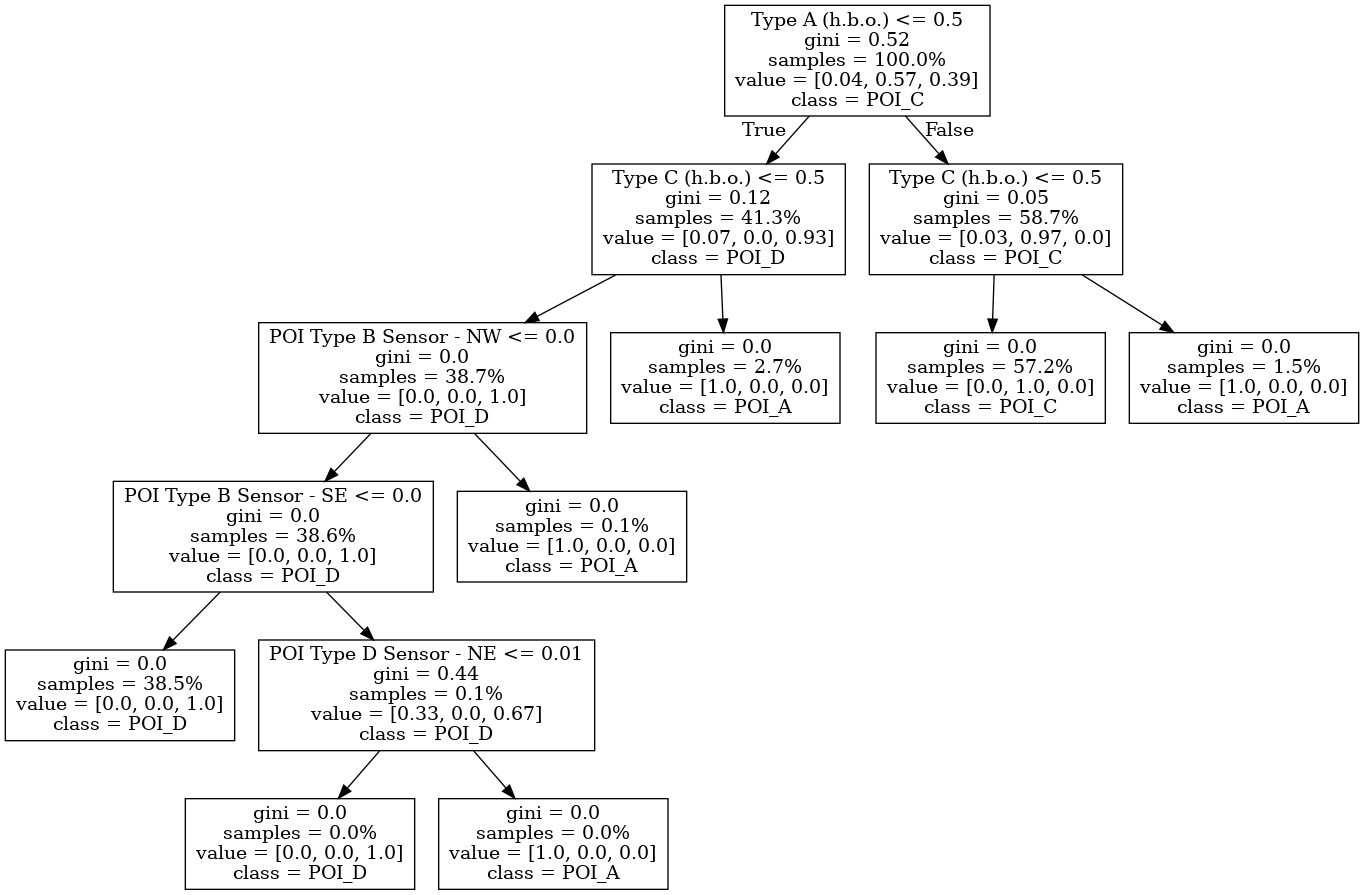 Type A (h.b.o.) <= 0.5
gini = 0.52
samples = 100.0%
value = [0.04, 0.57, 0.39]
class = POI_C
True
False
Type C (h.b.o.) <= 0.5
gini = 0.12
samples = 41.3%
value = [0.07, 0.0, 0.93]
class = POI_D
Type C (h.b.o.) <= 0.5
gini = 0.05
samples = 58.7%
value = [0.03, 0.97, 0.0]
class = POI_C
POI Type B Sensor - NW <= 0.0
gini = 0.0
samples = 38.7%
value = [0.0, 0.0, 1.0]
class = POI_D
gini = 0.0
samples = 2.7%
value = [1.0, 0.0, 0.0]
class = POI_A
gini = 0.0
samples = 57.2%
value = [0.0, 1.0, 0.0]
class = POI_C
gini = 0.0
samples = 1.5%
value = [1.0, 0.0, 0.0]
class = POI_A
POI Type B Sensor - SE <= 0.0
gini = 0.0
samples = 38.6%
value = [0.0, 0.0, 1.0]
class = POI_D
gini = 0.0
samples = 0.1%
value = [1.0, 0.0, 0.0]
class = POI_A
gini = 0.0
samples = 38.5%
value = [0.0, 0.0, 1.0]
class = POI_D
POI Type D Sensor - NE <= 0.01
gini = 0.44
samples = 0.1%
value = [0.33, 0.0, 0.67]
class = POI_D
gini = 0.0
samples = 0.0%
value = [0.0, 0.0, 1.0]
class = POI_D
gini = 0.0
samples = 0.0%
value = [1.0, 0.0, 0.0]
class = POI_A